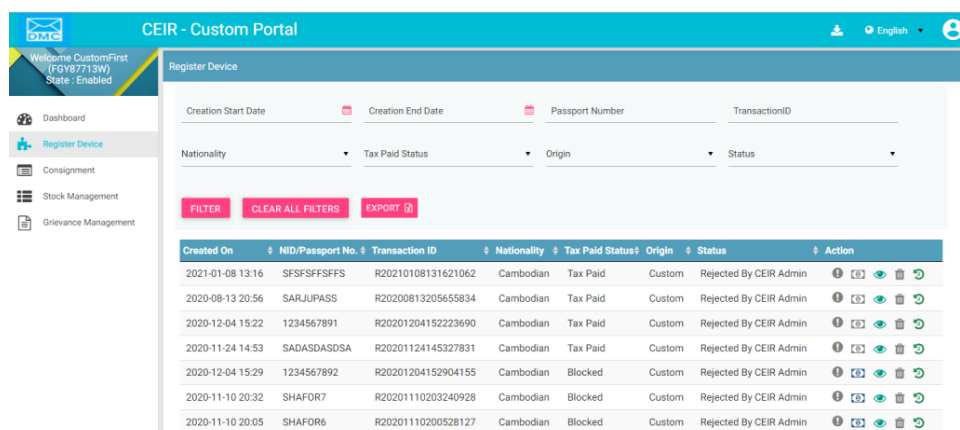 DMC
CEIR - Custom Portal
English
Welcome CustomFirst
(FGY87713W)
State : Enabled
Register Device
Dashboard
Register Device
Consignment
Stock Management
Grievance Management
Creation Start Date Creation End Date Passport Number TransactionID
Nationality Tax Paid Status Origin Status
FILTER CLEAR ALL FILTERS EXPORT
Created On NID/Passport No. Transaction ID Nationality Tax Paid Status Origin Status Action
2021-01-08 13:16 SFSFSFFSFFS R20210108131621062 Cambodian Tax Paid Custom Rejected By CEIR Admin
2020-08-13 20:56 SARJUPASS R20200813205655834 Cambodian Tax Paid Custom Rejected By CEIR Admin
2020-12-04 15:22 1234567891 R20201204152223690 Cambodian Tax Paid Custom Rejected By CEIR Admin
2020-11-24 14:53 SADASDASDSA R20201124145327831 Cambodian Tax Paid Custom Rejected By CEIR Admin
2020-12-04 15:29 1234567892 R20201204152904155 Cambodian Blocked Custom Rejected By CEIR Admin
2020-11-10 20:32 SHAFOR7 R20201110203240928 Cambodian Blocked Custom Rejected By CEIR Admin
2020-11-10 20:05 SHAFOR6 R20201110200528127 Cambodian Blocked Custom Rejected By CEIR Admin